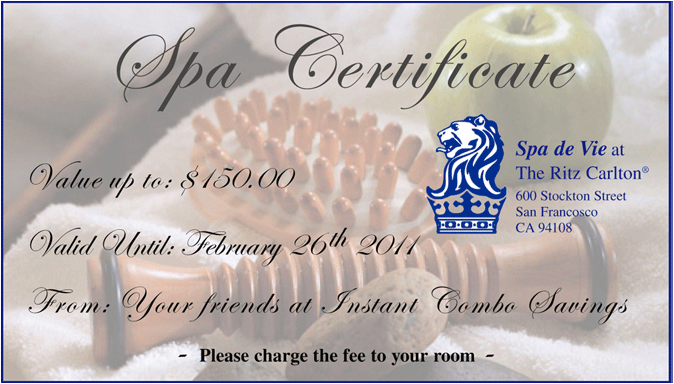 Spa Certificate
Spa de Vie at
The Ritz Carlton®
600 Stockton Street
San Francosco
CA 94108
Value up to: $150.00
Valid Until: February 26th 2011
From: Your friends at Instant Combo Savings
- Please charge the fee to your room -